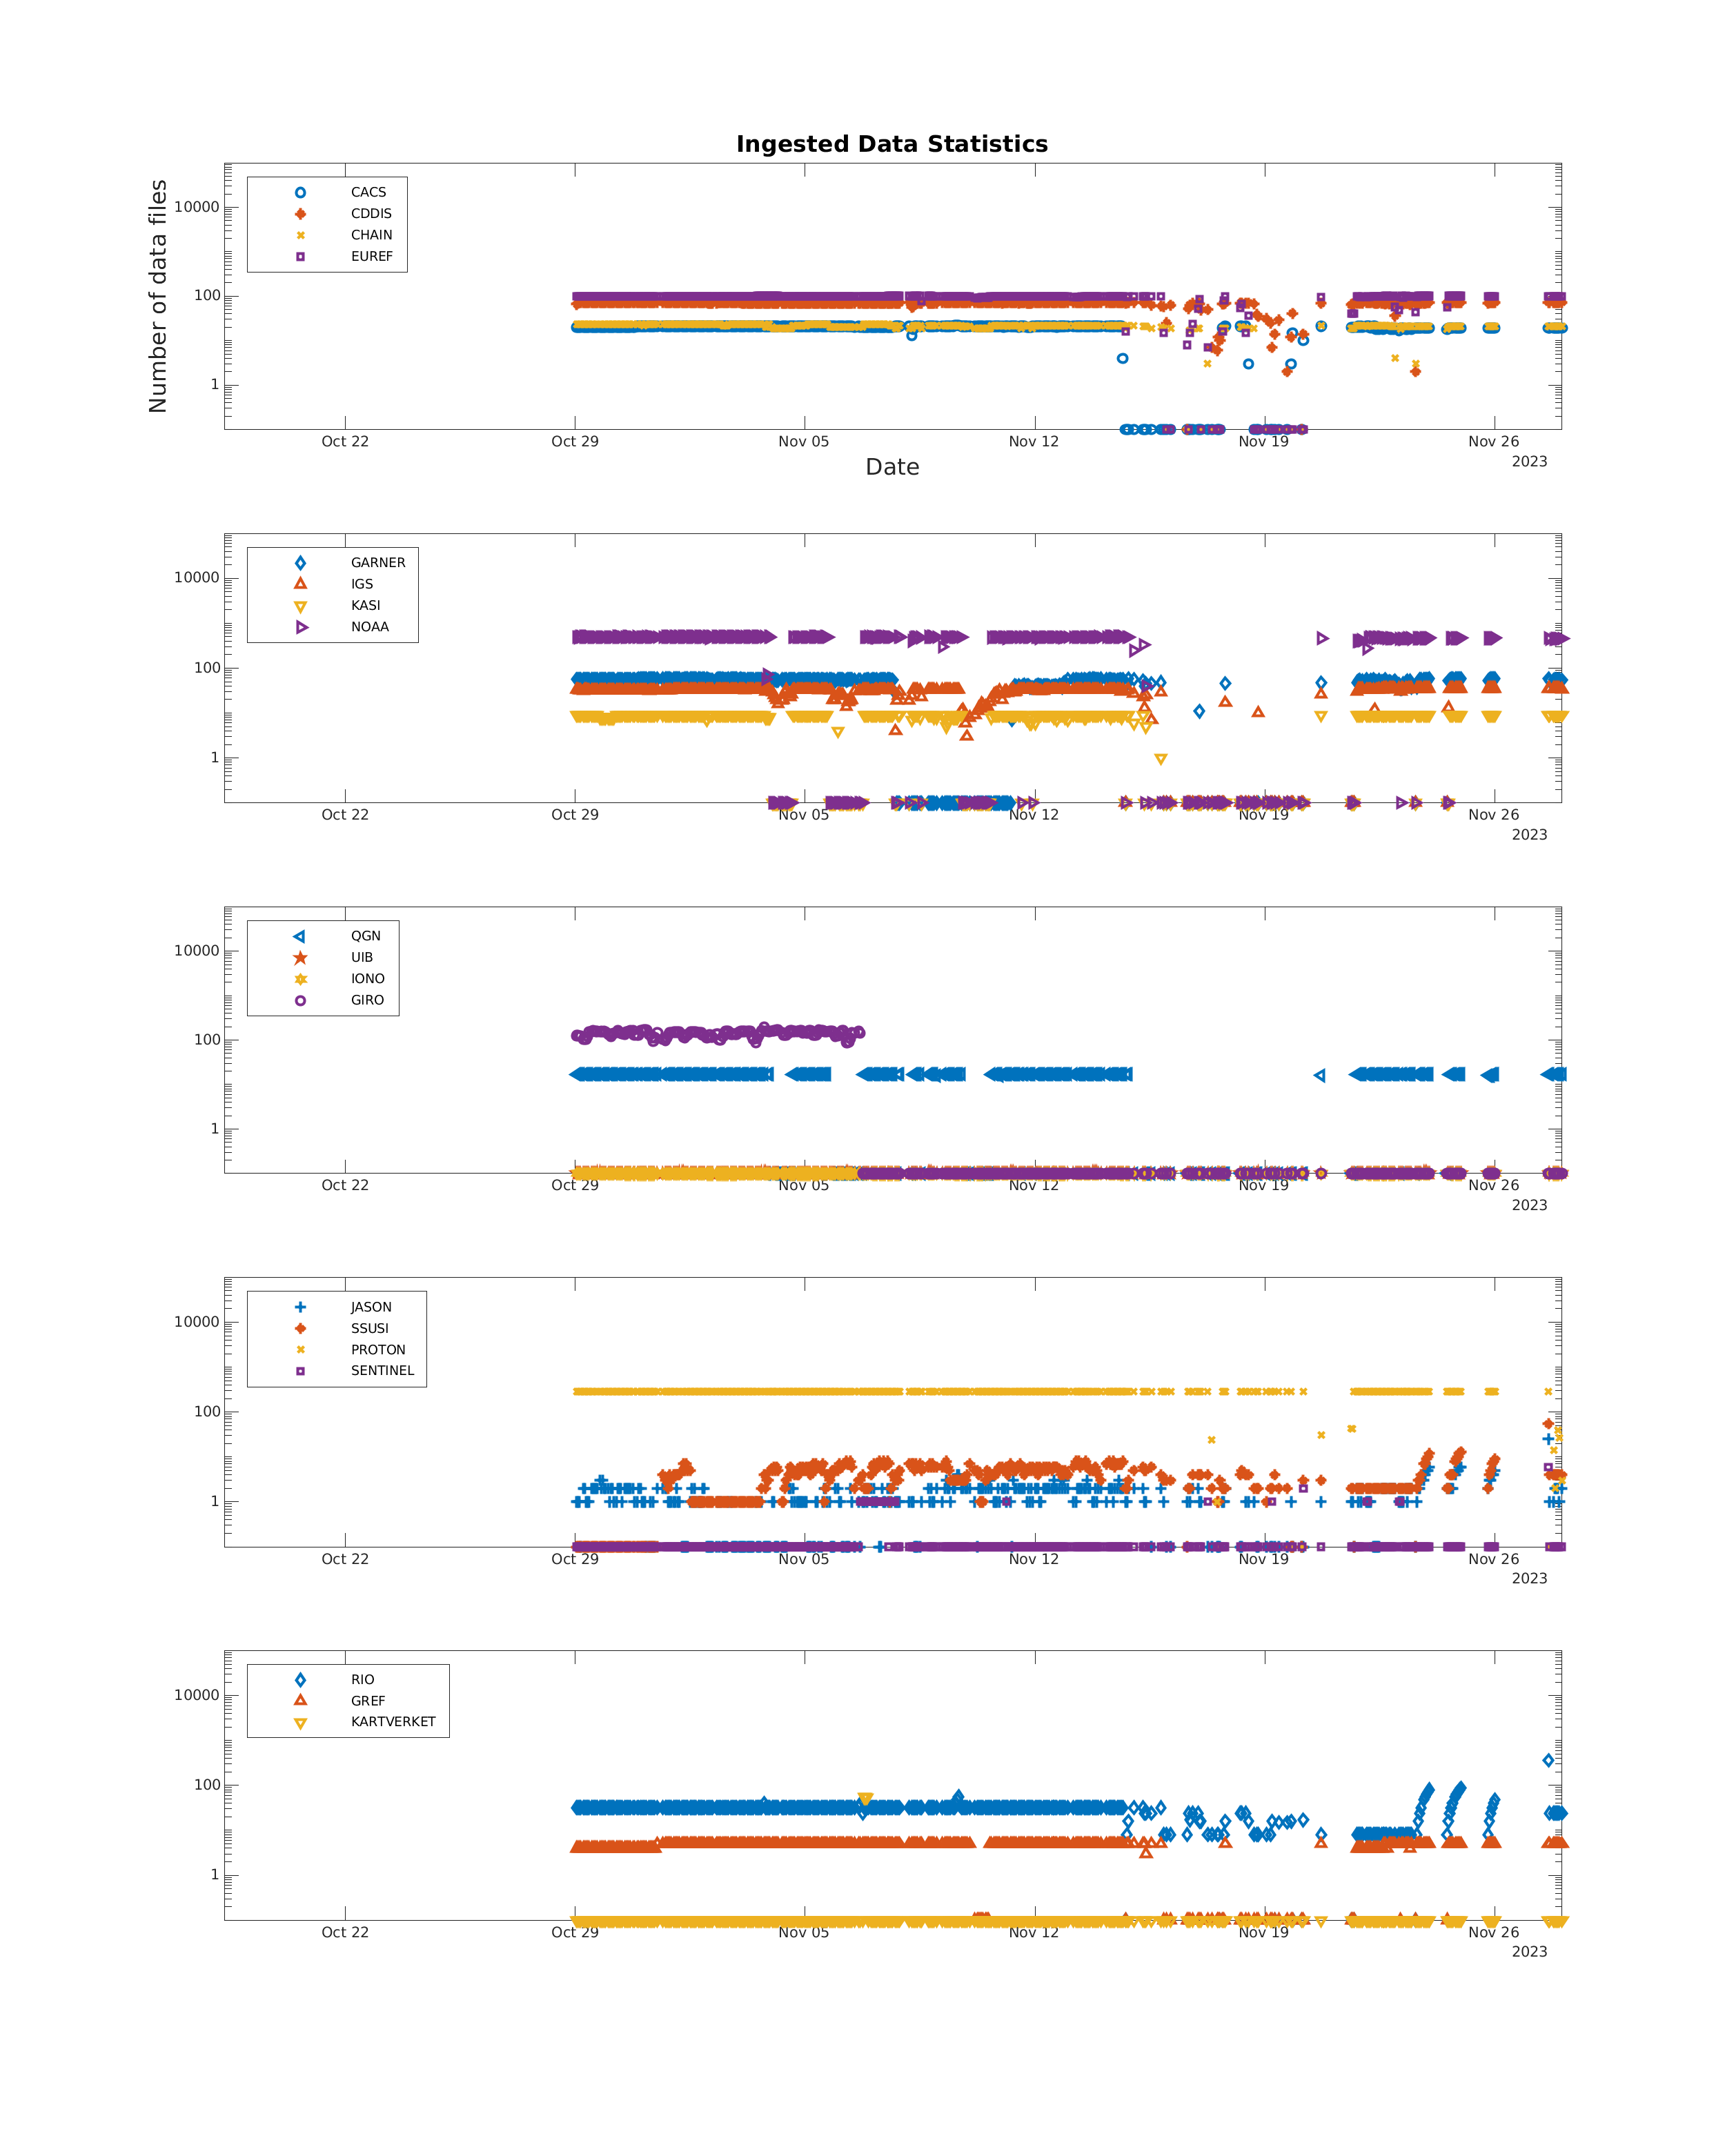 Ingested Data Statistics
Number of data files
CACS
CDDIS
CHAIN
EUREF
10000
100
1
Oct 22 Oct 29 Nov 05 Nov 12 Nov 19 Nov 26
2023
Date
GARNER
IGS
KASI
NOAA
10000
100
1
Oct 22 Oct 29 Nov 05 Nov 12 Nov 19 Nov 26
2023
QGN
UIB
IONO
GIRO
10000
100
1
Oct 22 Oct 29 Nov 05 Nov 12 Nov 19 Nov 26
2023
JASON
SSUSI
PROTON
SENTINEL
10000
100
1
Oct 22 Oct 29 Nov 05 Nov 12 Nov 19 Nov 26
2023
RIO
GREF
KARTVERKET
10000
100
1
Oct 22 Oct 29 Nov 05 Nov 12 Nov 19 Nov 26
2023